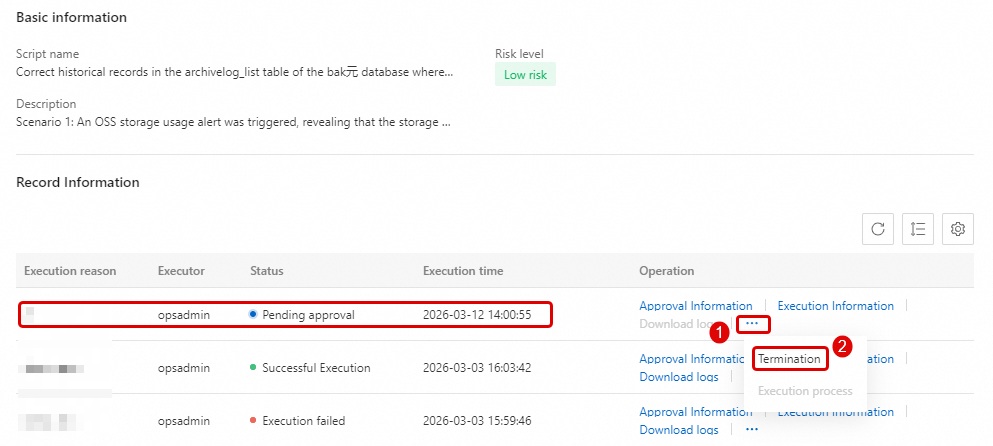 Basic information
Script name
Risk level
Correct historical records in the archivelog_list table of the bak元 database where...
Low risk
Description
Scenario 1: An OSS storage usage alert was triggered, revealing that the storage ...
Record Information
Execution reason Executor Status Execution time Operation
opsadmin Pending approval 2026-03-12 14:00:55 Approval Information Execution Information
Download logs ...
1
Termination
2
opsadmin Successful Execution 2026-03-03 16:03:42 Approval Information
Download logs
Execution process
opsadmin Execution failed 2026-03-03 15:59:46 Approval Information Execution Information
Download logs ...